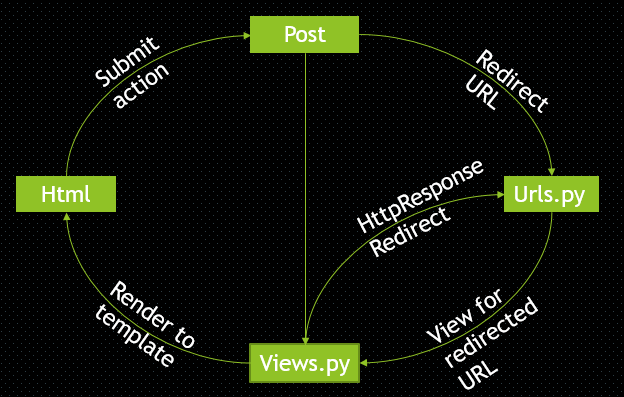 Post
Submit
action
Redirect
URL
Html
HttpResponse
Redirect
Urls.py
Render to
template
View for
redirected
URL
Views.py